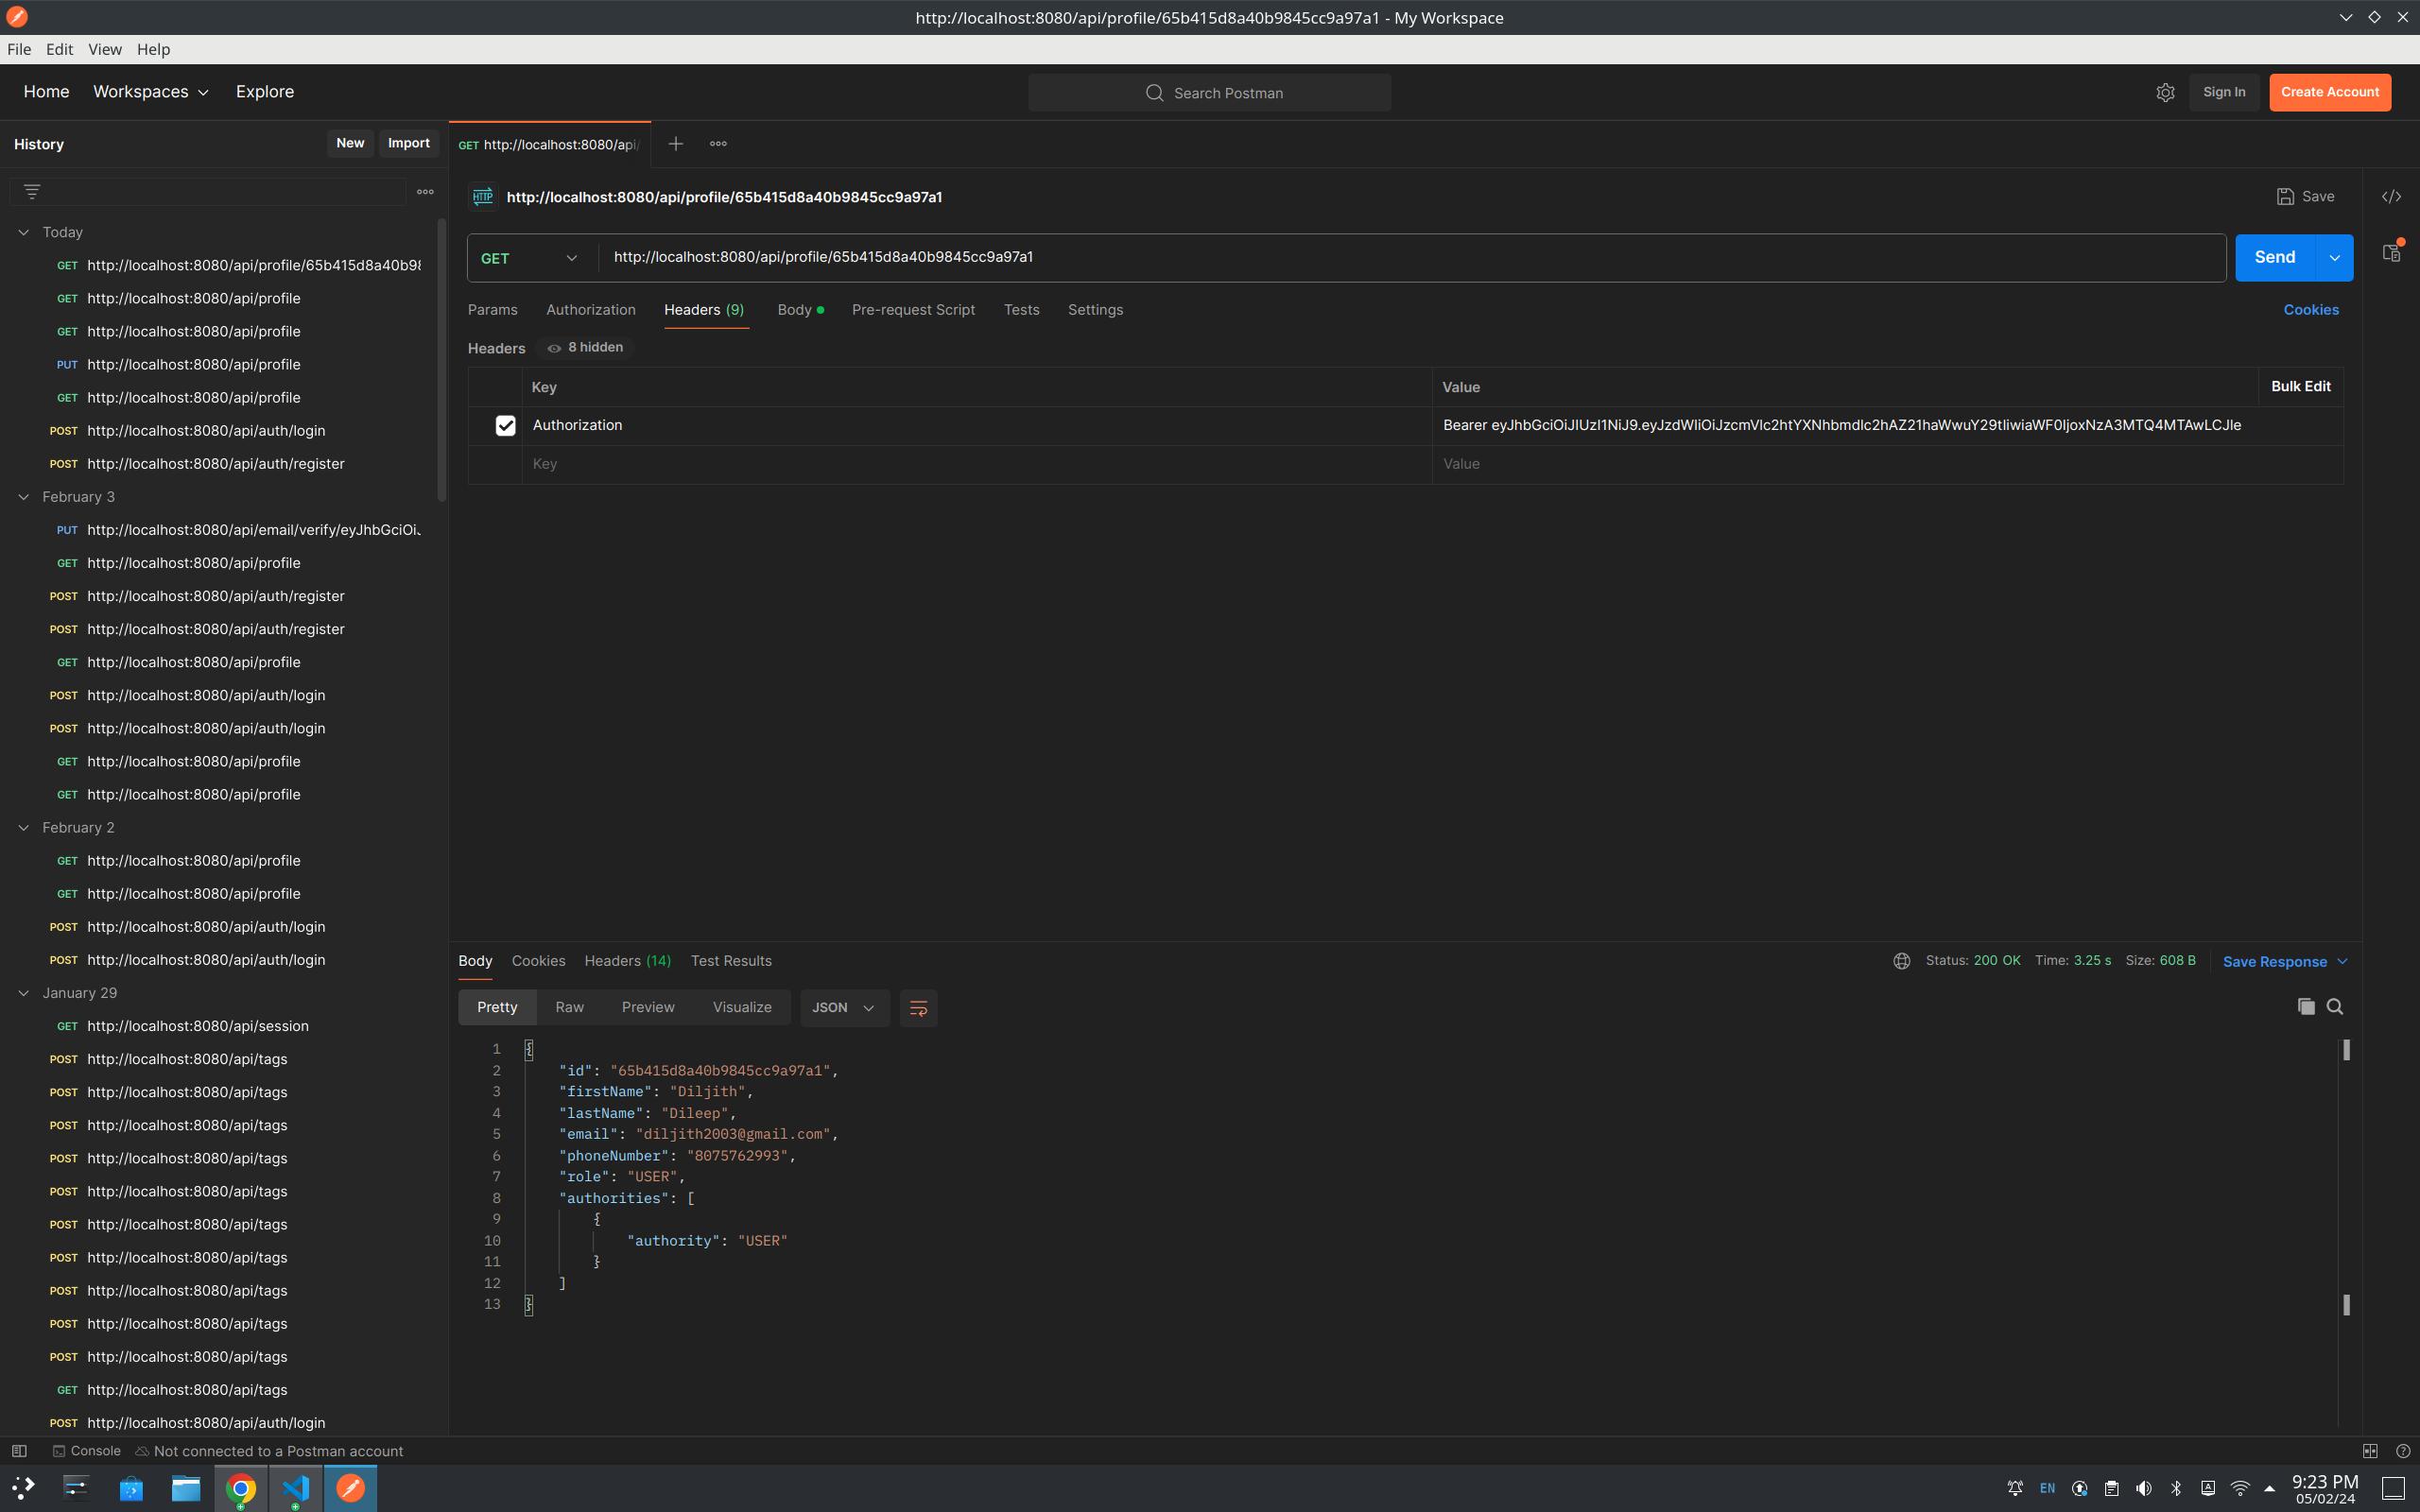 http://localhost:8080/api/profile/65b415d8a40b9845cc9a97a1 - My Workspace
File Edit View Help
Home Workspaces Explore
Search Postman
Sign In
Create Account
History
New
Import
GET http://localhost:8080/api/
HTTP http://localhost:8080/api/profile/65b415d8a40b9845cc9a97a1
Save
Today
GET http://localhost:8080/api/profile/65b415d8a40b98
GET http://localhost:8080/api/profile
GET http://localhost:8080/api/profile
PUT http://localhost:8080/api/profile
GET http://localhost:8080/api/profile
POST http://localhost:8080/api/auth/login
POST http://localhost:8080/api/auth/register
February 3
PUT http://localhost:8080/api/email/verify/eyJhbGciOiJ
GET http://localhost:8080/api/profile
POST http://localhost:8080/api/auth/register
POST http://localhost:8080/api/auth/register
GET http://localhost:8080/api/profile
POST http://localhost:8080/api/auth/login
POST http://localhost:8080/api/auth/login
GET http://localhost:8080/api/profile
GET http://localhost:8080/api/profile
February 2
GET http://localhost:8080/api/profile
GET http://localhost:8080/api/profile
POST http://localhost:8080/api/auth/login
POST http://localhost:8080/api/auth/login
January 29
GET http://localhost:8080/api/session
POST http://localhost:8080/api/tags
POST http://localhost:8080/api/tags
POST http://localhost:8080/api/tags
POST http://localhost:8080/api/tags
POST http://localhost:8080/api/tags
POST http://localhost:8080/api/tags
POST http://localhost:8080/api/tags
POST http://localhost:8080/api/tags
POST http://localhost:8080/api/tags
POST http://localhost:8080/api/tags
GET http://localhost:8080/api/tags
POST http://localhost:8080/api/auth/login
GET http://localhost:8080/api/profile/65b415d8a40b9845cc9a97a1
Send
Params Authorization Headers (9) Body Pre-request Script Tests Settings
Cookies
Headers 8 hidden
Key Value Bulk Edit
Authorization Bearer eyJhbGciOiJIUzI1NiJ9.eyJzdWIiOiJzcmVlc2htYXNhbmdlc2hAZ21haWwuY29tIiwiaWF0IjoxNzA3MTQ4MTAwLCJle
Key Value
Body Cookies Headers (14) Test Results
Status: 200 OK Time: 3.25 s Size: 608 B
Save Response
Pretty Raw Preview Visualize JSON
1 {
2 "id": "65b415d8a40b9845cc9a97a1",
3 "firstName": "Diljith",
4 "lastName": "Dileep",
5 "email": "diljith2003@gmail.com",
6 "phoneNumber": "8075762993",
7 "role": "USER",
8 "authorities": [
9 {
10 "authority": "USER"
11 }
12 ]
13 }
Console Not connected to a Postman account
EN
9:23 PM
05/02/24